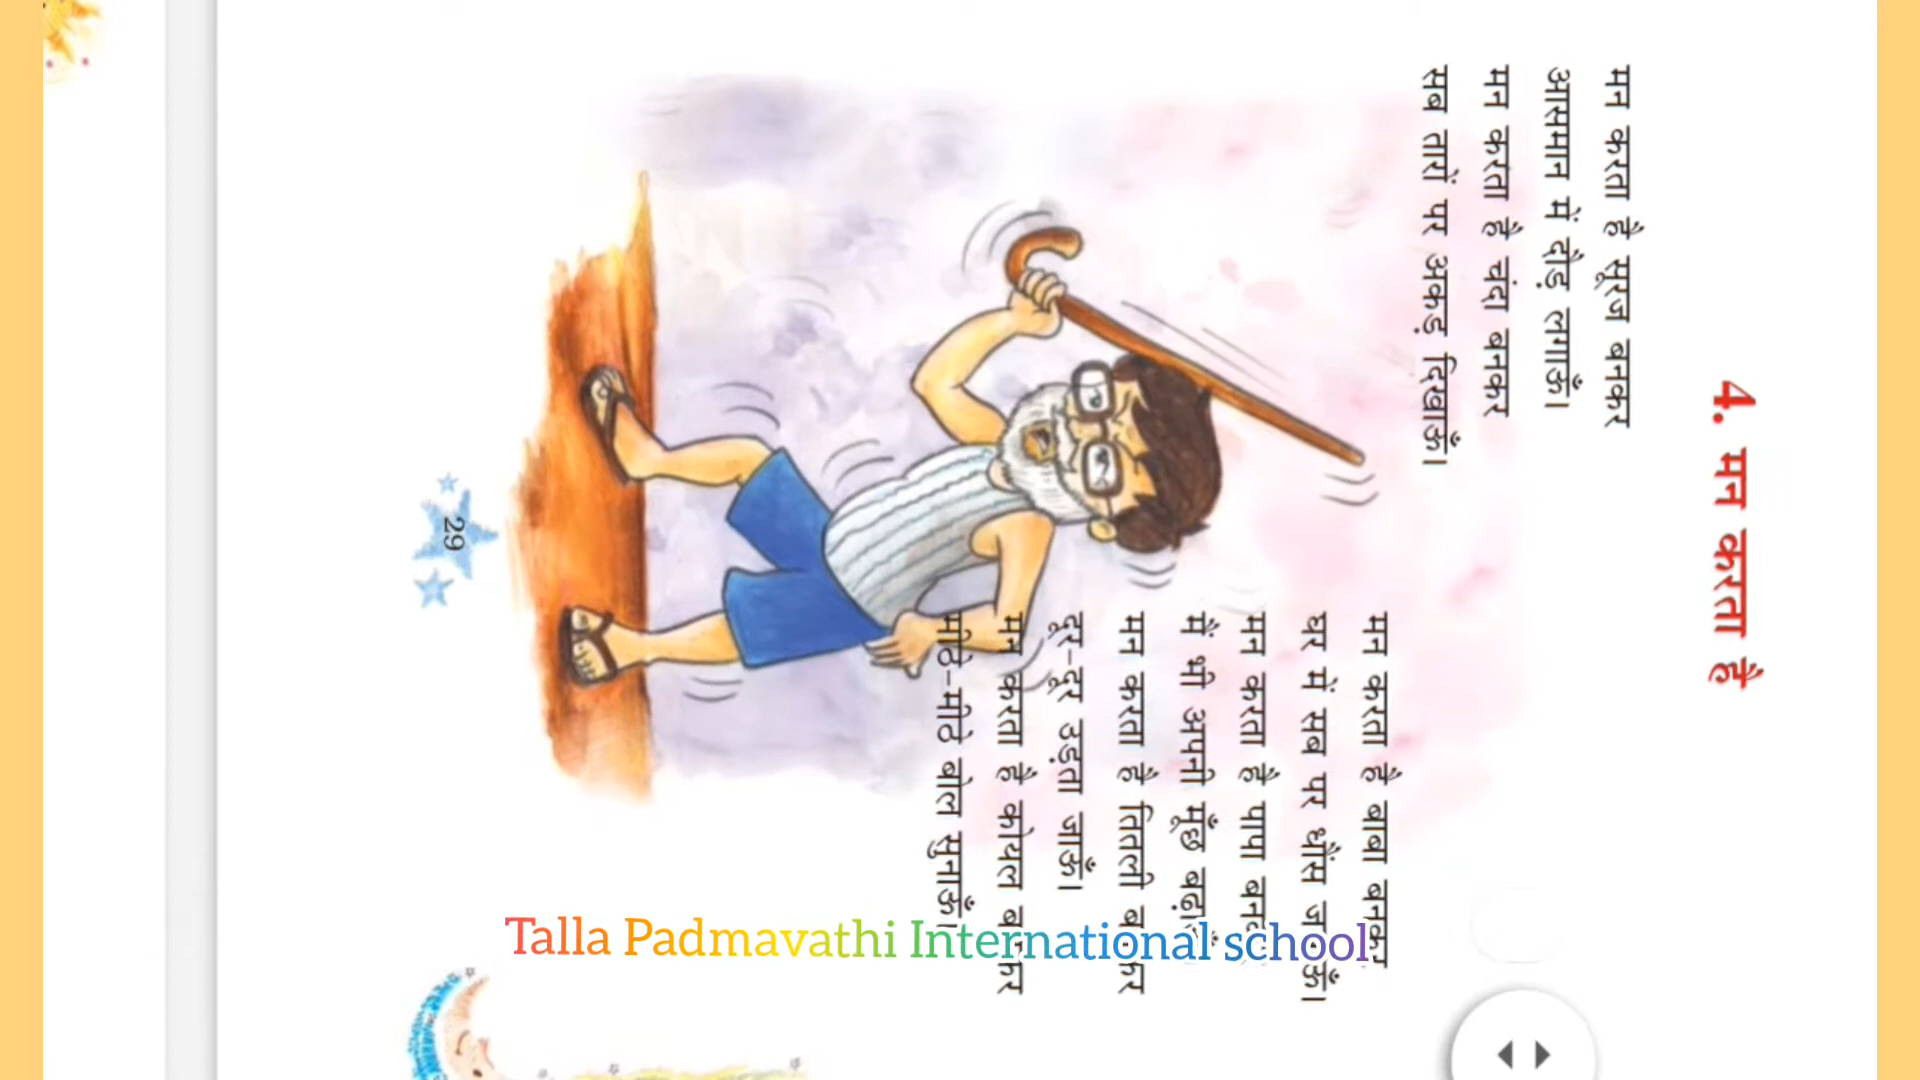 4. मन करता है
मन करता है सूरज बनकर
आसमान में दौड़ लगाऊँ।
मन करता है चंदा बनकर
सब तारों पर अकड़ दिखाऊँ।
मन करता है बाबा बनकर
घर में सब पर धौंस जमाऊँ।
मन करता है पापा बनकर
मैं भी अपनी मूँछ बढ़ाऊँ।
मन करता है तितली बनकर
दूर-दूर उड़ता जाऊँ।
मन करता है कोयल बनकर
मीठे-मीठे बोल सुनाऊँ।
29
Talla Padmavathi International school